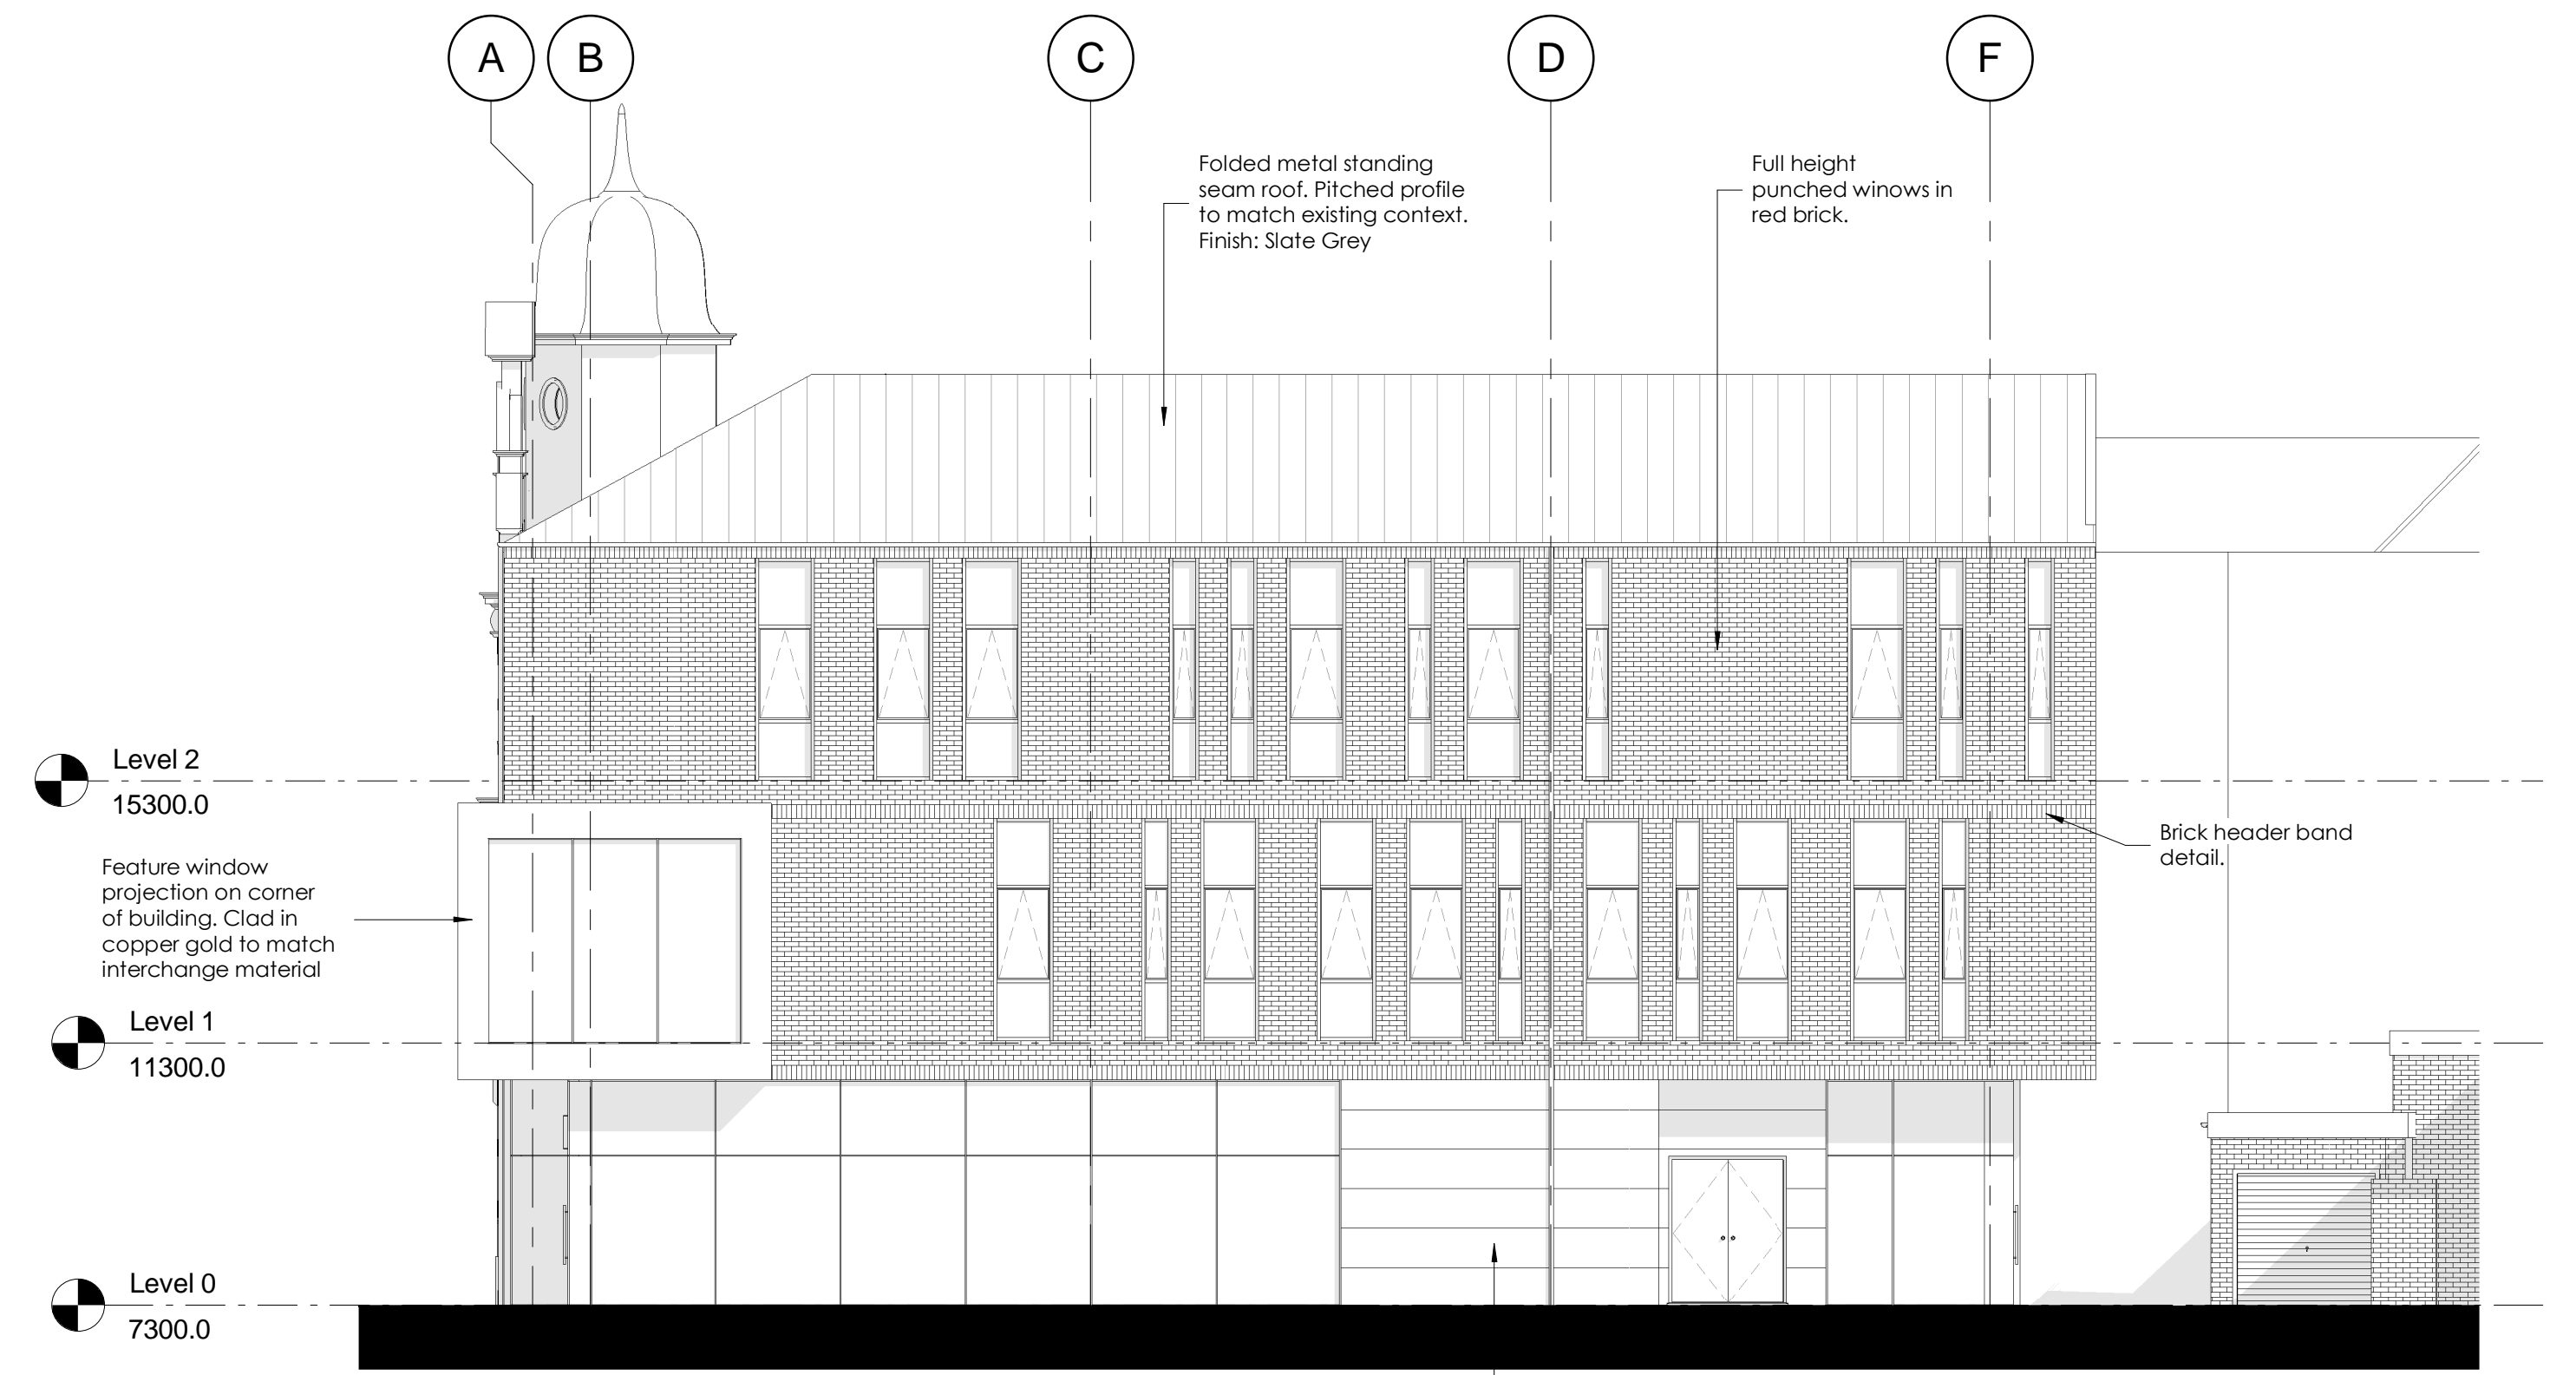 A
B
C
D
F
Folded metal standing
seam roof. Pitched profile
to match existing context.
Finish: Slate Grey
Full height
punched winows in
red brick.
Level 2
15300.0
Brick header band
detail.
Feature window
projection on corner
of building. Clad in
copper gold to match
interchange material
Level 1
11300.0
Level 0
7300.0